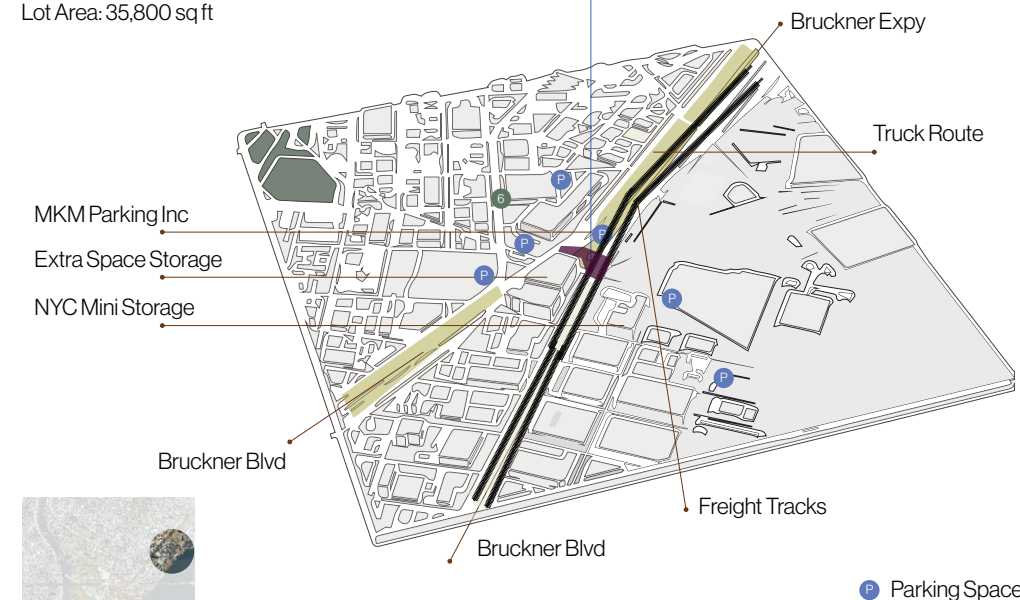 Lot Area: 35,800 sq ft
Bruckner Expy
Truck Route
MKM Parking Inc
Extra Space Storage
NYC Mini Storage
P
6
P
P
P
P
P
Bruckner Blvd
Freight Tracks
Bruckner Blvd
P Parking Space